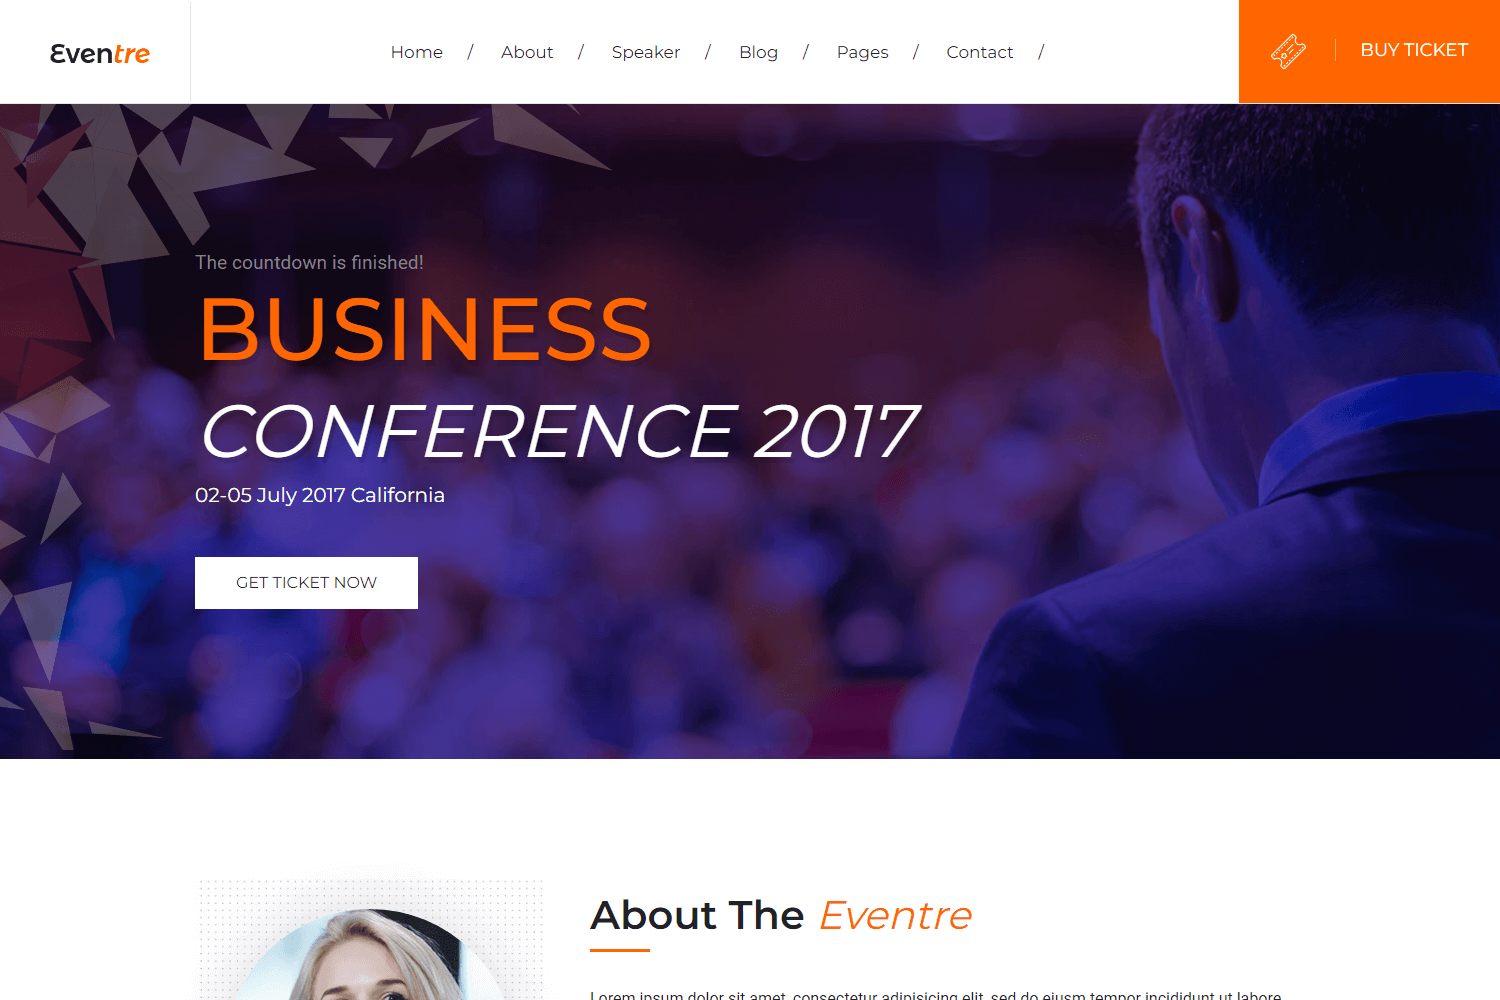 Eventre
Home / About / Speaker / Blog / Pages / Contact /
BUY TICKET
The countdown is finished!
BUSINESS
CONFERENCE 2017
02-05 July 2017 California
GET TICKET NOW
About The Eventre
Lorem ipsum dolor sit amet, consectetur adipisicing elit, sed do eiusm tempor incididunt ut labore